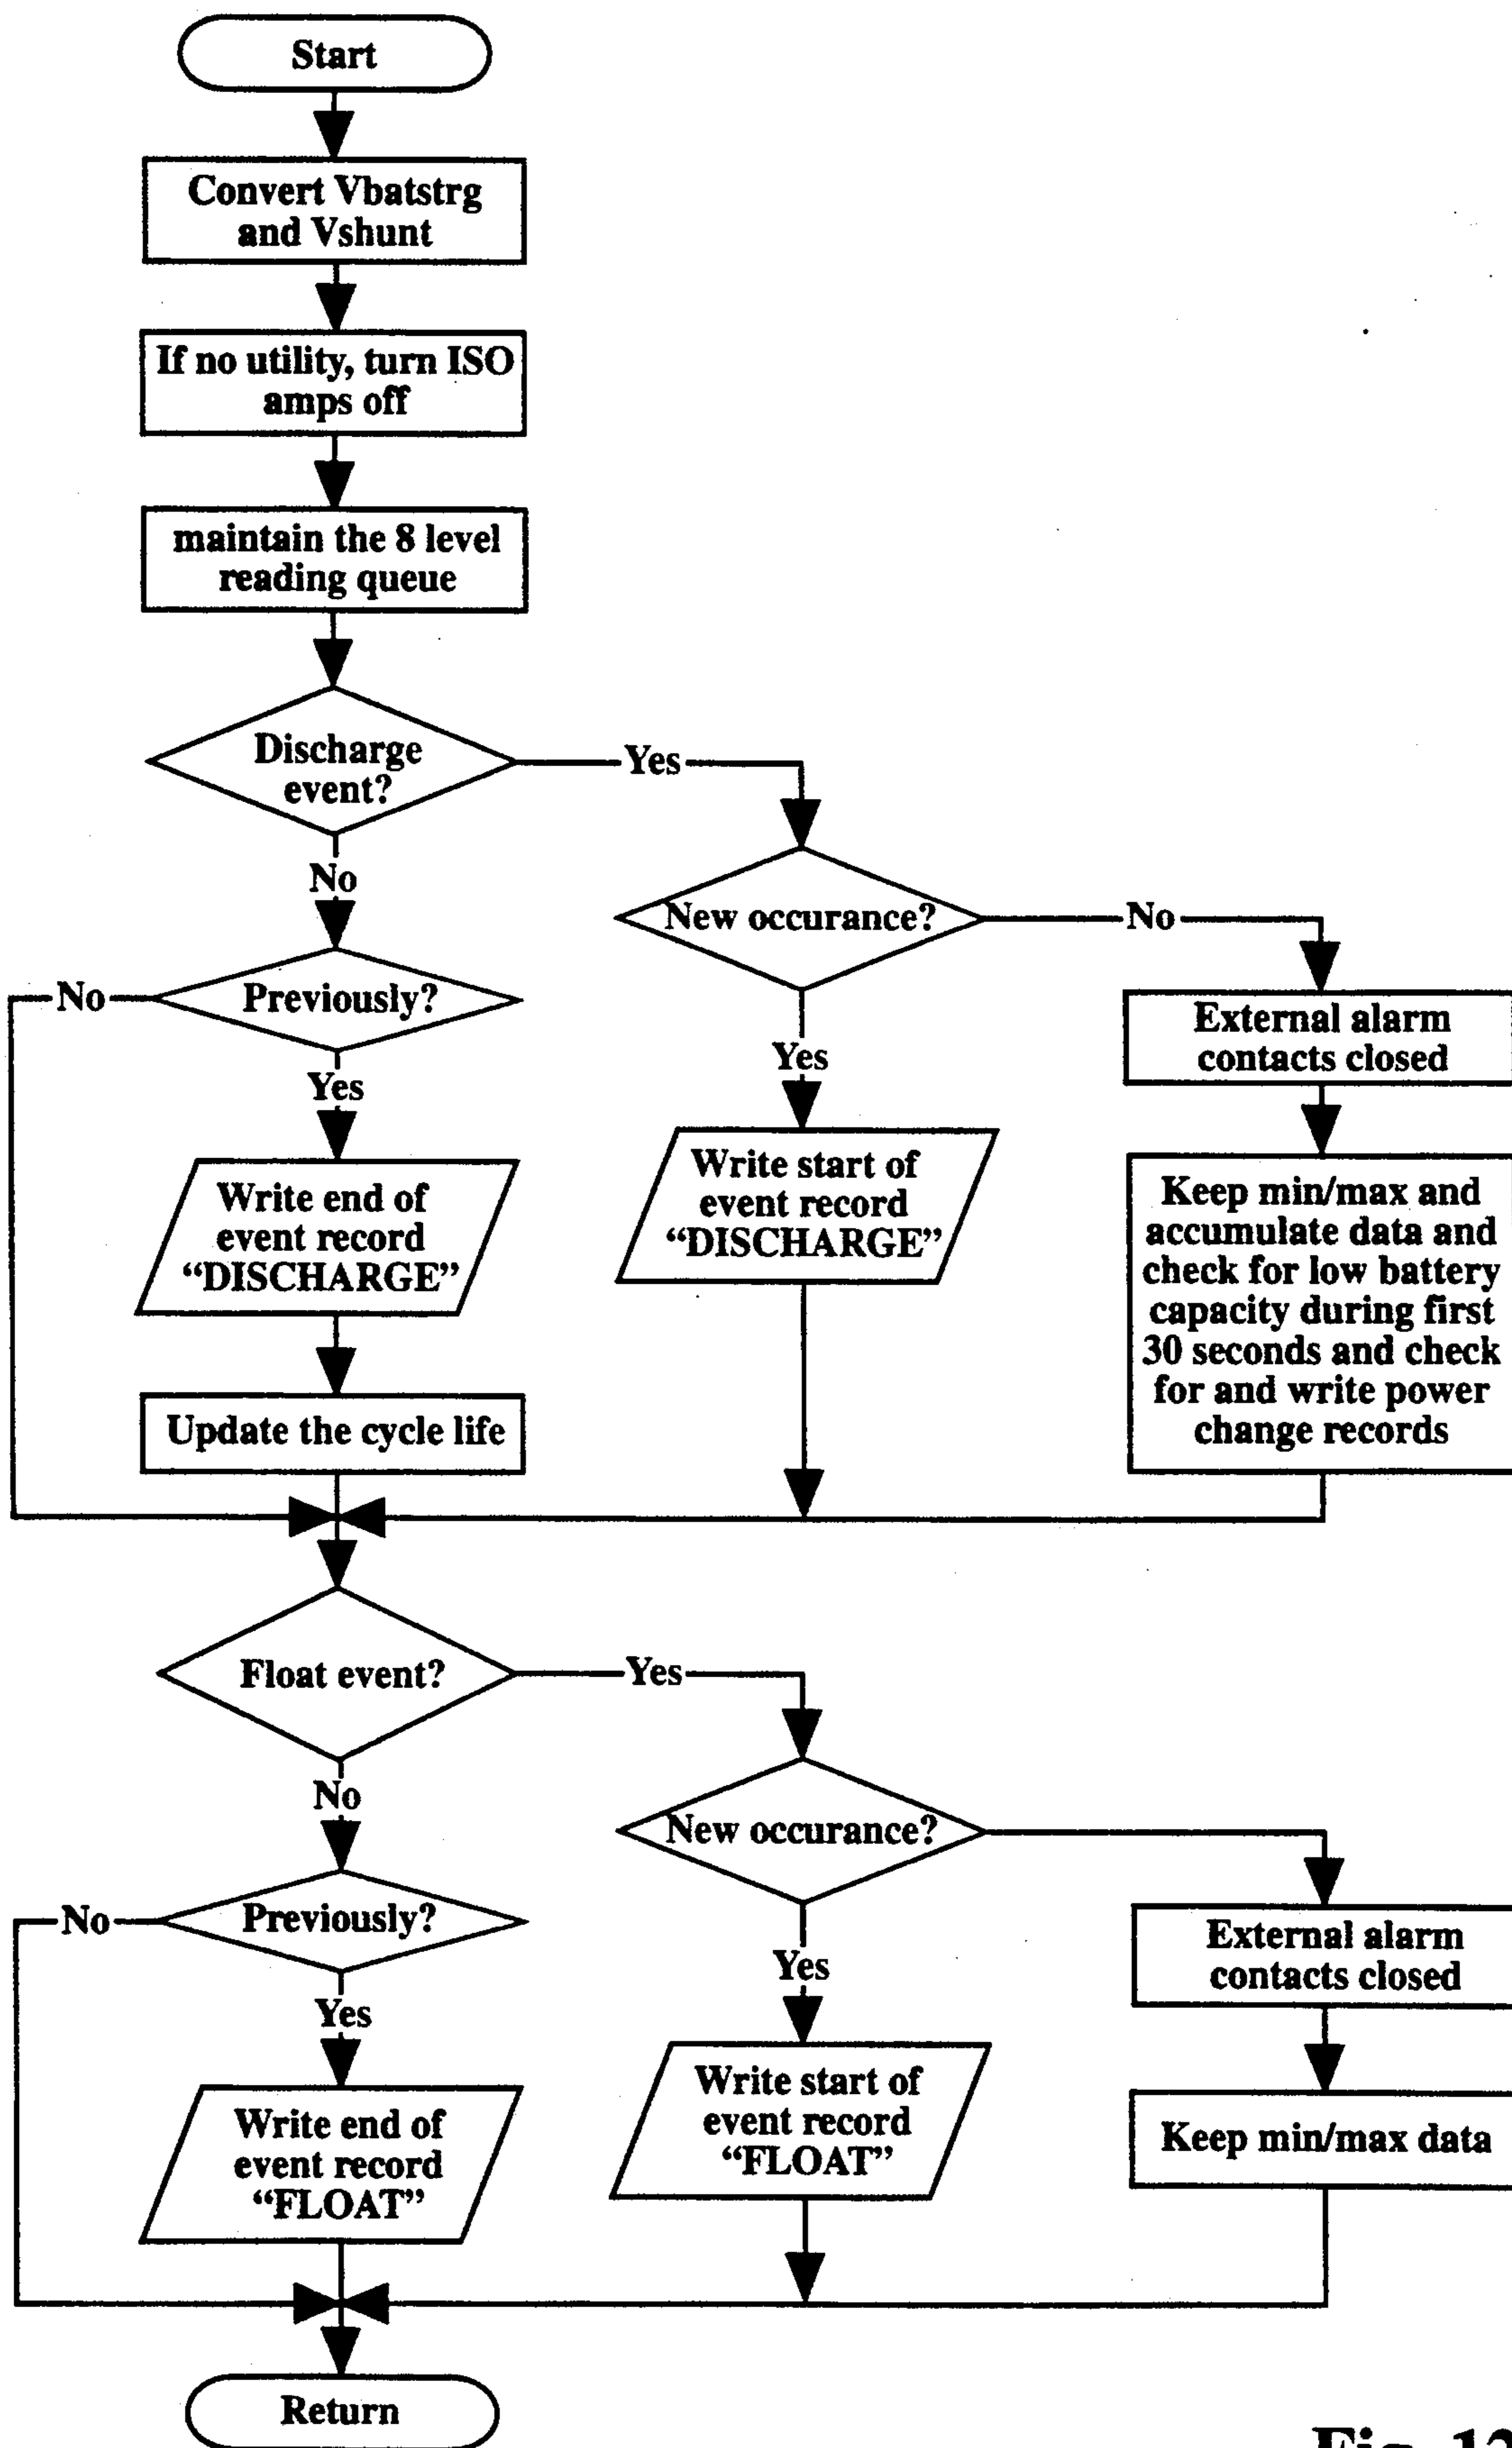 Start
Convert Vbatstrg
and Vshunt
If no utility, turn ISO
amps off
maintain the 8 level
reading queue
Discharge
event?
Yes
No
New occurance?
No
Previously?
No
External alarm
contacts closed
Yes
Yes
Write start of
event record
“DISCHARGE”
Write end of
event record
“DISCHARGE”
Keep min/max and
accumulate data and
check for low battery
capacity during first
30 seconds and check
for and write power
change records
Update the cycle life
Float event?
Yes
No
New occurance?
Previously?
No
External alarm
contacts closed
Yes
Yes
Write start of
event record
“FLOAT”
Write end of
event record
“FLOAT”
Keep min/max data
Return
Fig.